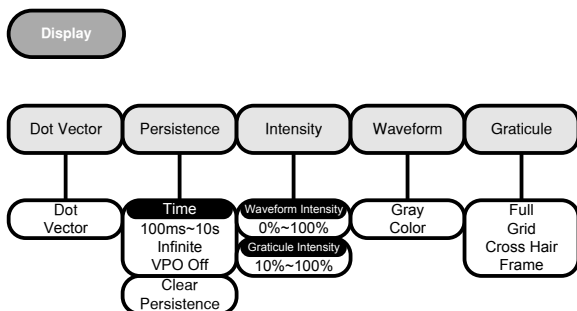 Display
Dot Vector
Persistence
Intensity
Waveform
Graticule
Dot
Vector
Time
100ms~10s
Infinite
VPO Off
Clear
Persistence
Waveform Intensity
0%~100%
Graticule Intensity
10%~100%
Gray
Color
Full
Grid
Cross Hair
Frame